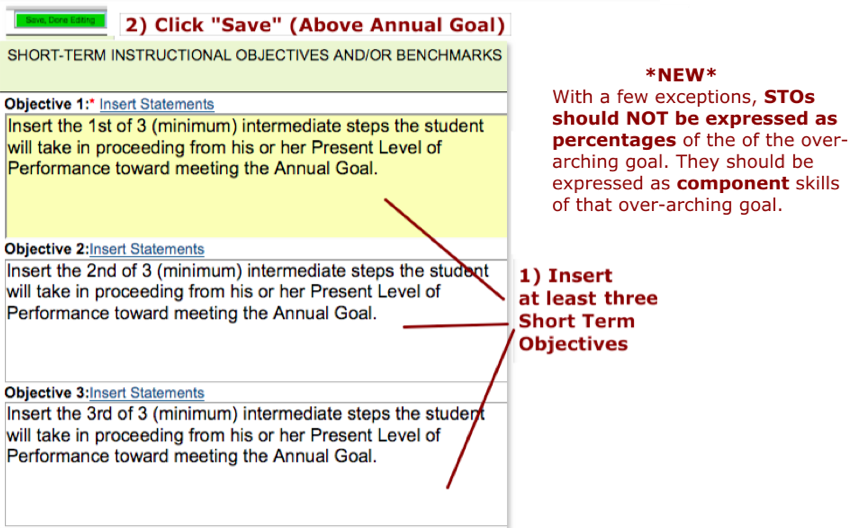 Save, Done Editing
2) Click "Save" (Above Annual Goal)
SHORT-TERM INSTRUCTIONAL OBJECTIVES AND/OR BENCHMARKS
Objective 1:* Insert Statements
Insert the 1st of 3 (minimum) intermediate steps the student
will take in proceeding from his or her Present Level of
Performance toward meeting the Annual Goal.
Objective 2:Insert Statements
Insert the 2nd of 3 (minimum) intermediate steps the student
will take in proceeding from his or her Present Level of
Performance toward meeting the Annual Goal.
Objective 3:Insert Statements
Insert the 3rd of 3 (minimum) intermediate steps the student
will take in proceeding from his or her Present Level of
Performance toward meeting the Annual Goal.
*NEW*
With a few exceptions, STOs
should NOT be expressed as
percentages of the of the over-
arching goal. They should be
expressed as component skills
of that over-arching goal.
1) Insert
at least three
Short Term
Objectives